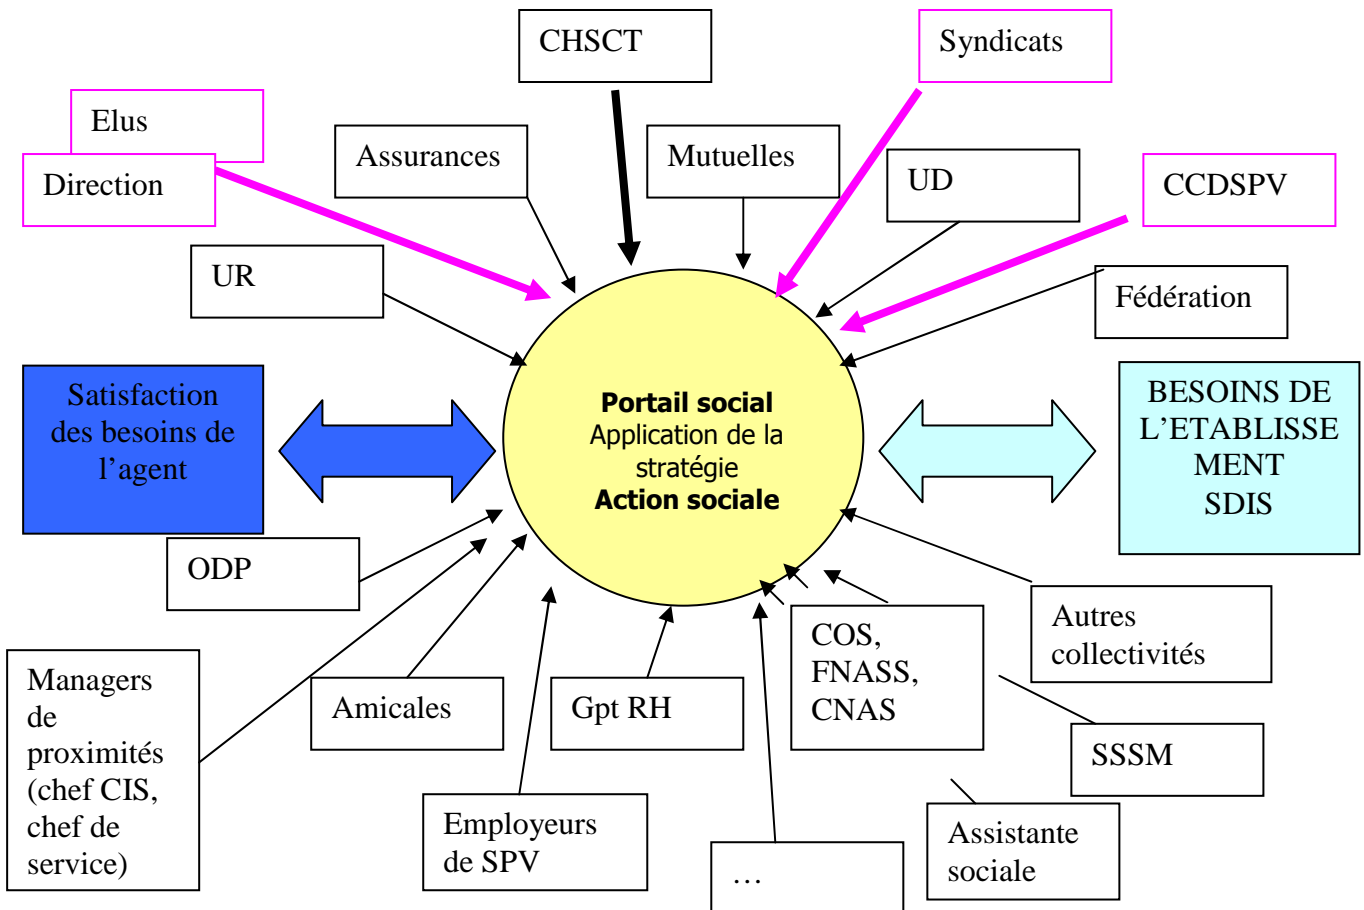 CHSCT
Syndicats
Elus
Assurances
Mutuelles
UD
CCDSPV
Direction
UR
Fédération
Satisfaction
des besoins de
l’agent
Portail social
Application de la
stratégie
Action sociale
BESOINS DE
L’ETABLISSE
MENT
SDIS
ODP
Autres
collectivités
COS,
FNASS,
CNAS
Managers
de
proximités
(chef CIS,
chef de
service)
Amicales
Gpt RH
SSSM
Employeurs
de SPV
Assistante
sociale
…